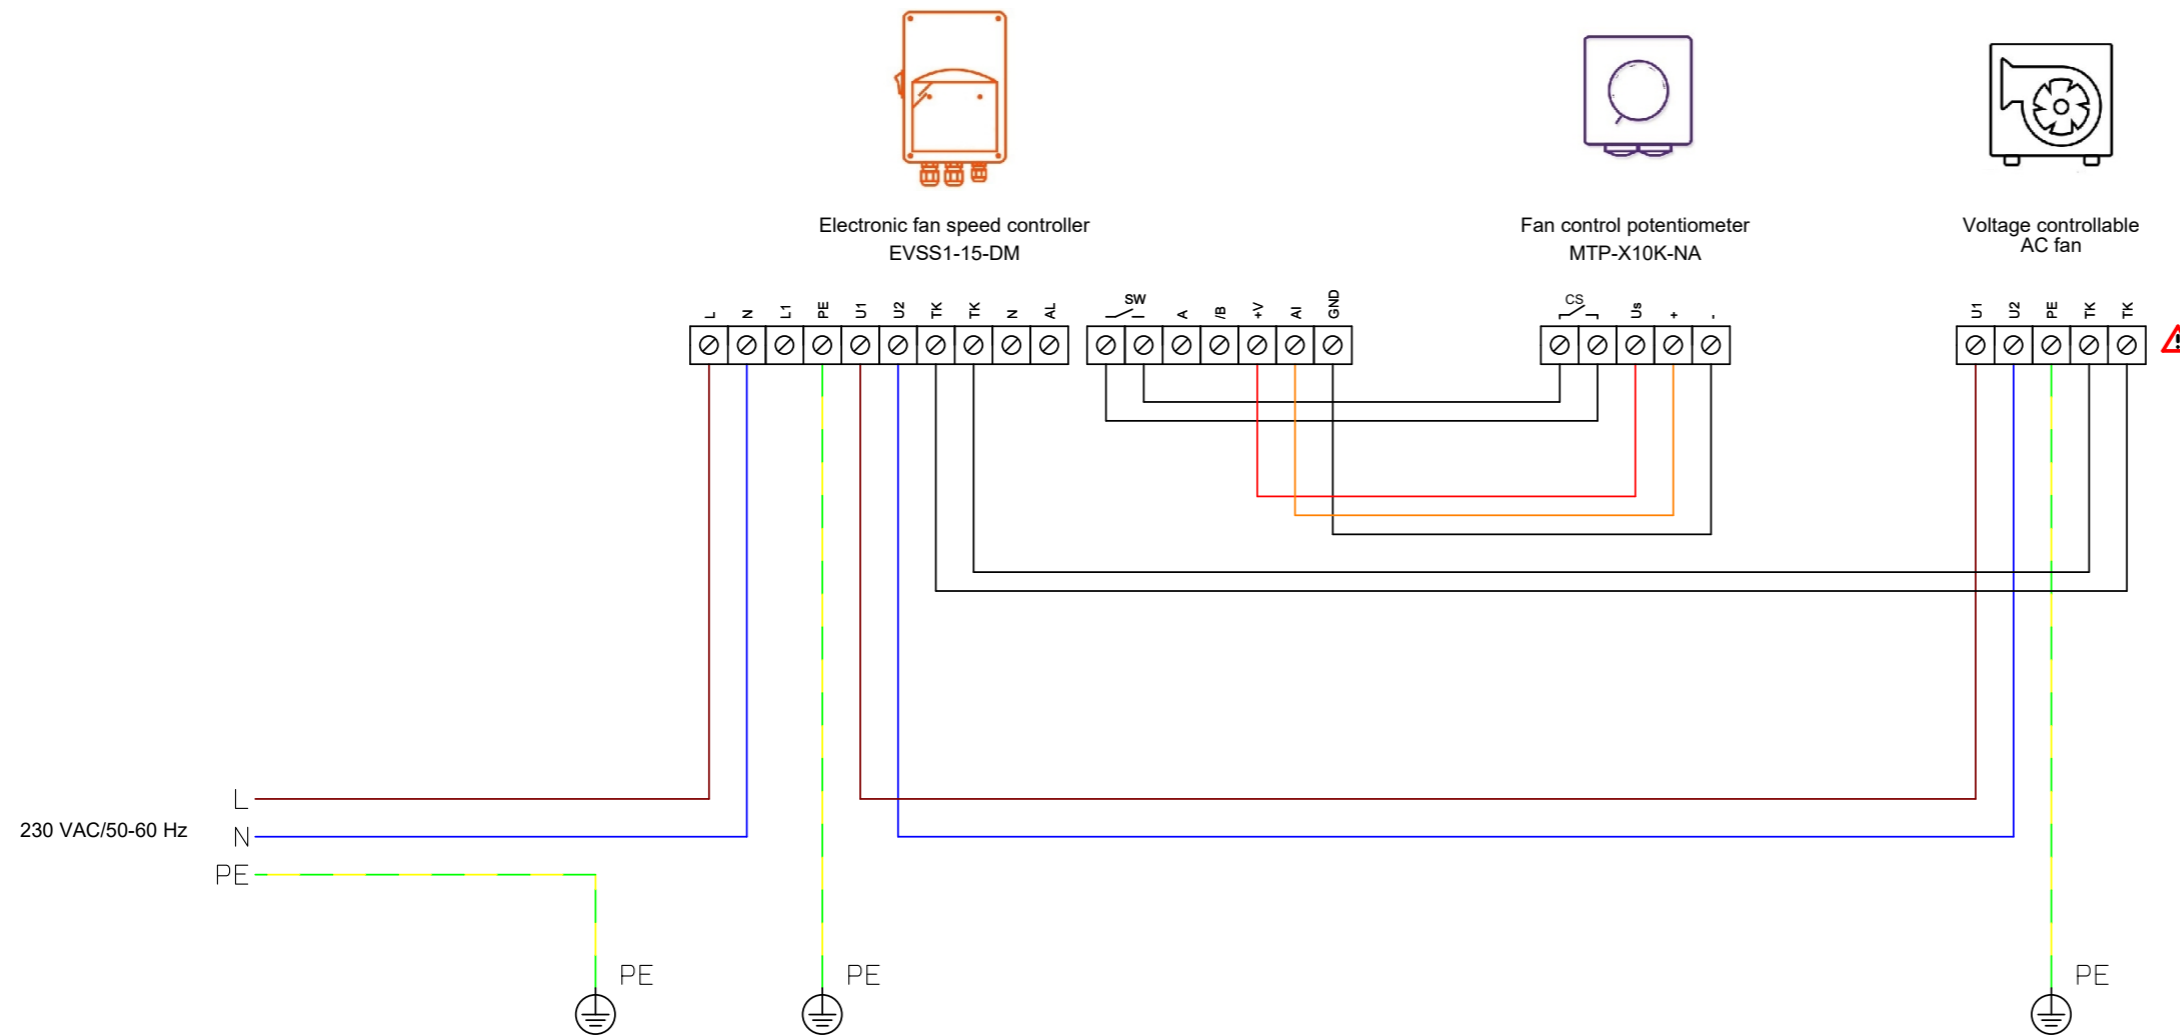 Electronic fan speed controller
EVSS1-15-DM
Fan control potentiometer
MTP-X10K-NA
Voltage controllable
AC fan
L N L1 PE U1 U2 TK TK N AL
SW A /B +V AI GND
CS Us + -
U1 U2 PE TK TK
230 VAC/50-60 Hz
L
N
PE
PE
PE
PE